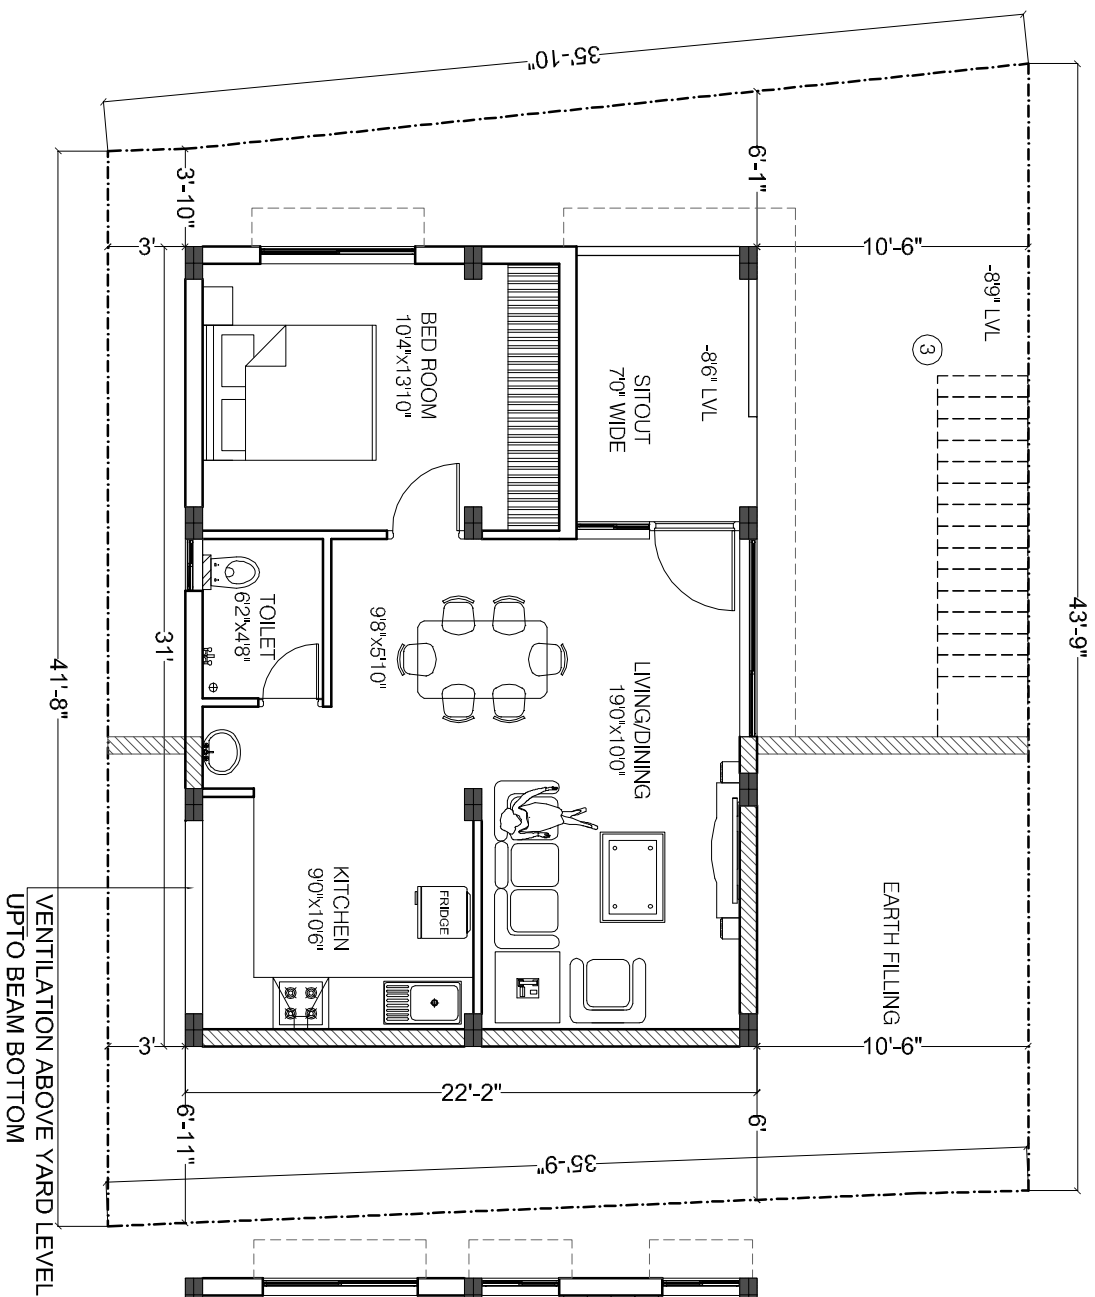 35'-10"
43'-9"
6'-1"
3'-10"
3'
10'-6"
-8'9" LVL
3
BED ROOM
10'4"x13'10"
SITOUT
7'0" WIDE
-8'6" LVL
TOILET
6'2"x4'8"
9'8"x5'10"
LIVING/DINING
19'0"x10'0"
31'
41'-8"
KITCHEN
9'0"x10'6"
FRIDGE
EARTH FILLING
3'
10'-6"
22'-2"
6'-11"
6'
35'-9"
VENTILATION ABOVE YARD LEVEL
UPTO BEAM BOTTOM